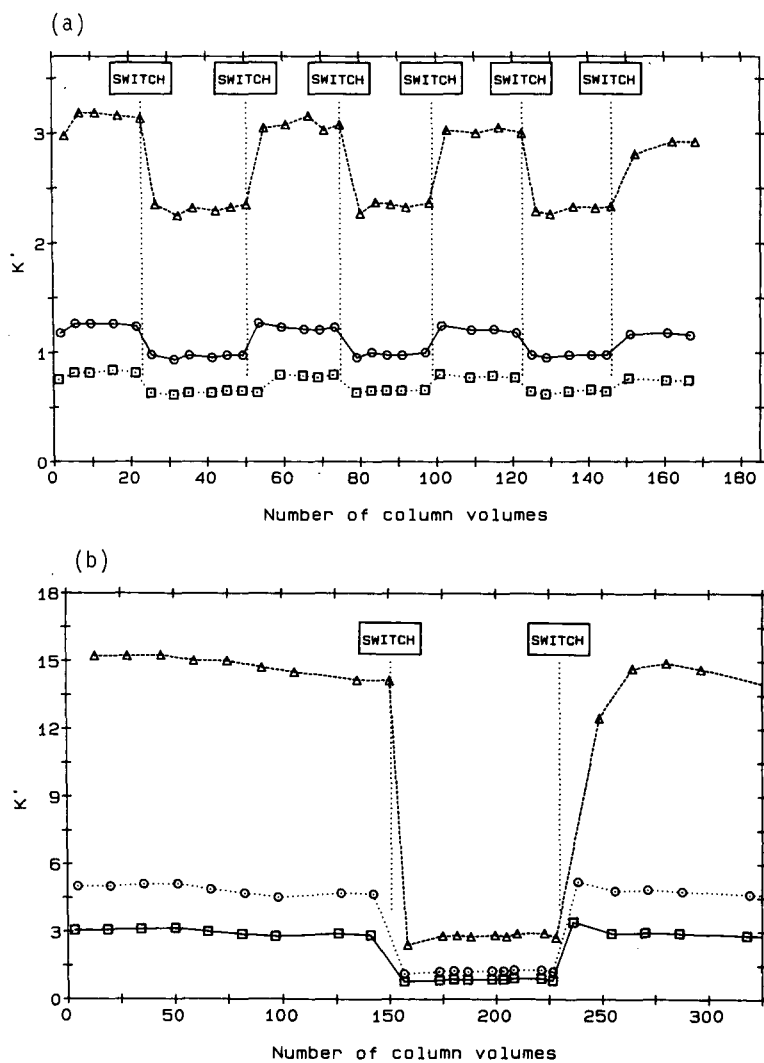 (a)
SWITCH SWITCH SWITCH SWITCH SWITCH SWITCH
3
2
1
0
K'
0 20 40 60 80 100 120 140 160 180
Number of column volumes
(b)
18
15
12
9
6
3
0
SWITCH SWITCH
K'
0 50 100 150 200 250 300
Number of column volumes